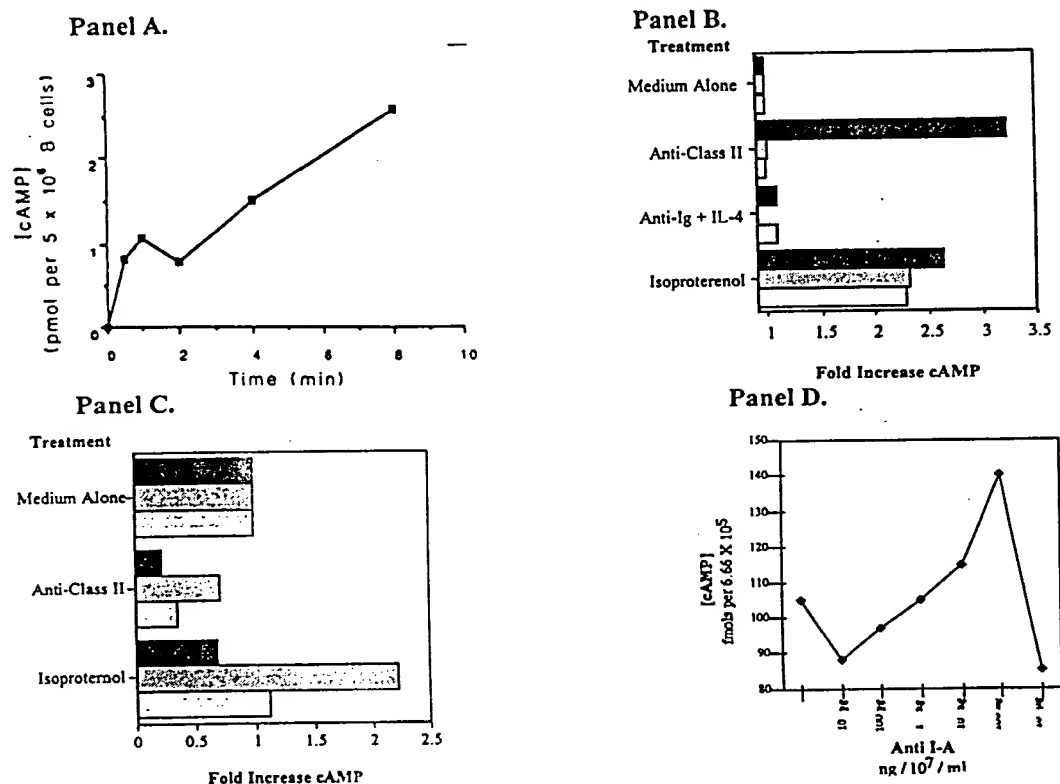 Panel A.
[cAMP]
(pmol per 5 x 10⁶ B cells)
3
2
1
0
0
2
4
6
8
10
Time (min)
Panel B.
Treatment
Medium Alone
Anti-Class II
Anti-Ig + IL-4
Isoproterenol
1
1.5
2
2.5
3
3.5
Fold Increase cAMP
Panel C.
Treatment
Medium Alone
Anti-Class II
Isoproternol
0
0.5
1
1.5
2
2.5
Fold Increase cAMP
Panel D.
[cAMP]
fmols per 6.66 X 10⁵
150
140
130
120
110
100
90
80
Anti I-A
ng / 10⁷ / ml